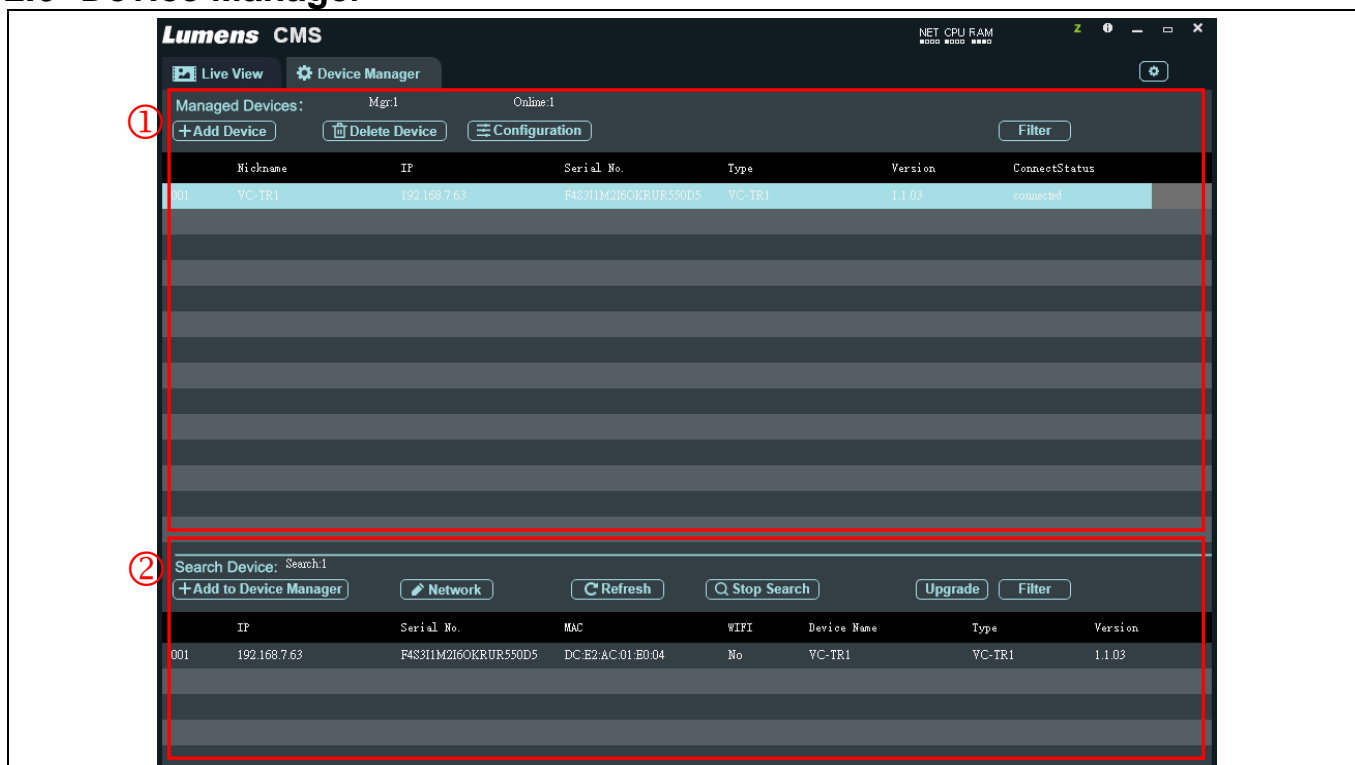 Lumens CMS NET CPU RAM Z
Live View Device Manager
① Managed Devices: Mgr:1 Online:1
+Add Device Delete Device Configuration Filter
Nickname IP Serial No. Type Version ConnectStatus
001 VC-TR1 192.168.7.63 F4S3I1M2I6OKRUR550D5 VC-TR1 1.1.03 connected
② Search Device: Search:1
+Add to Device Manager Network Refresh Stop Search Upgrade Filter
IP Serial No. MAC WIFI Device Name Type Version
001 192.168.7.63 F4S3I1M2I6OKRUR550D5 DC:E2:AC:01:E0:04 No VC-TR1 VC-TR1 1.1.03